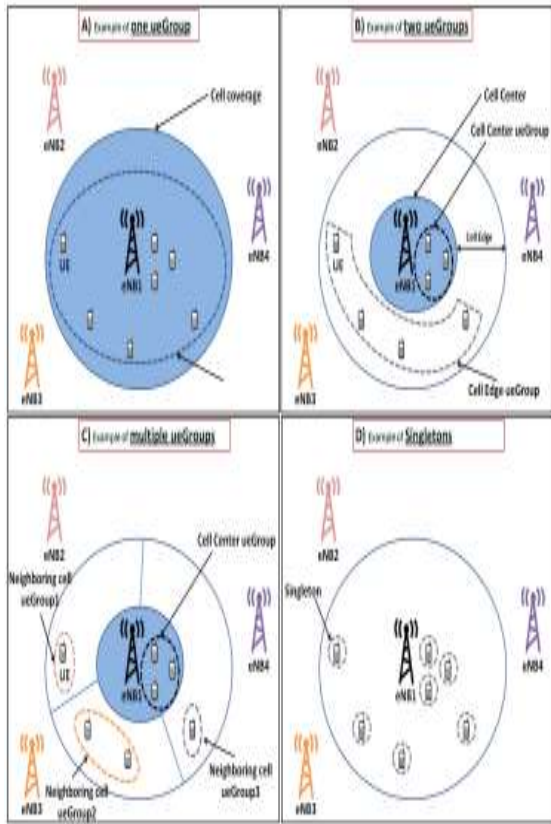 A) Example of one ueGroup
eNB2
Cell coverage
eNB4
UE
eNB1
eNB3
B) Example of two ueGroups
eNB2
Cell Center
Cell Center ueGroup
eNB4
Cell Edge
UE
eNB1
eNB3
Cell Edge ueGroup
C) Example of multiple ueGroups
eNB2
Cell Center ueGroup
Neighboring cell
ueGroup1
eNB4
UE
eNB1
eNB3
Neighboring cell
ueGroup2
Neighboring cell
ueGroup3
D) Example of Singletons
eNB2
Singleton
eNB4
UE
eNB1
eNB3